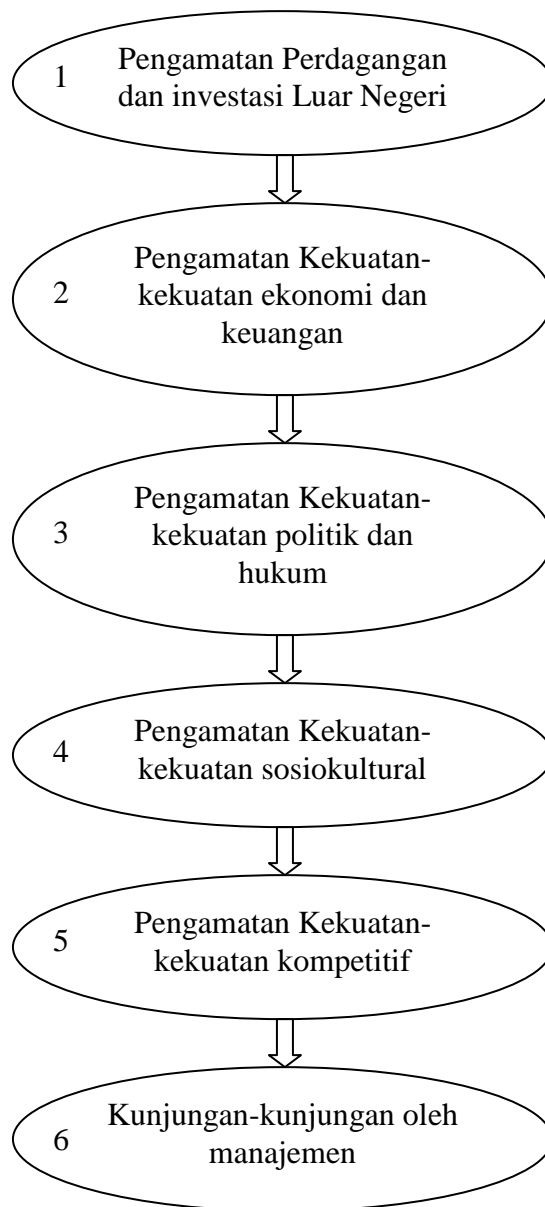 1
Pengamatan Perdagangan
dan investasi Luar Negeri
2
Pengamatan Kekuatan-
kekuatan ekonomi dan
keuangan
3
Pengamatan Kekuatan-
kekuatan politik dan
hukum
4
Pengamatan Kekuatan-
kekuatan sosiokultural
5
Pengamatan Kekuatan-
kekuatan kompetitif
6
Kunjungan-kunjungan oleh
manajemen